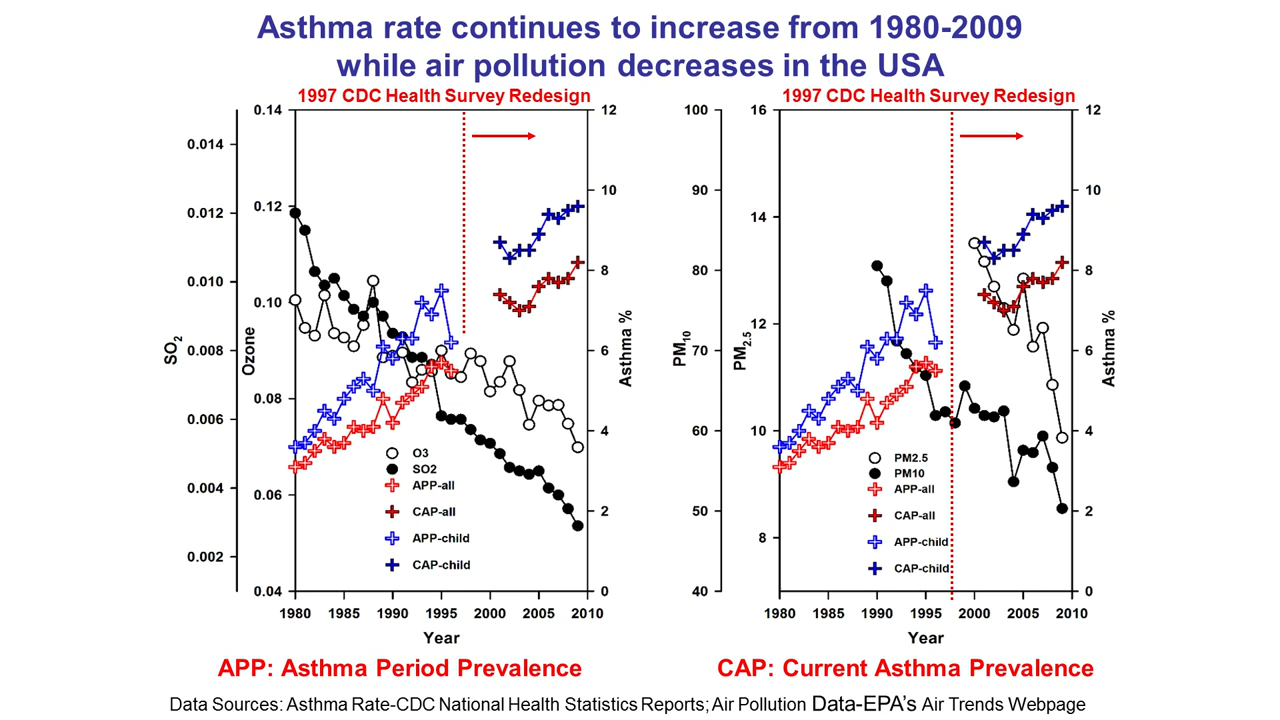 Asthma rate continues to increase from 1980-2009
while air pollution decreases in the USA
1997 CDC Health Survey Redesign
1997 CDC Health Survey Redesign
SO2
0.014
0.012
0.010
0.008
0.006
0.004
0.002
Ozone
0.14
0.12
0.10
0.08
0.06
0.04
O3
SO2
APP-all
CAP-all
APP-child
CAP-child
12
10
8
6
4
2
0
Asthma %
1980 1985 1990 1995 2000 2005 2010
Year
PM10
100
90
80
70
60
50
40
PM2.5
16
14
12
10
8
PM2.5
PM10
APP-all
CAP-all
APP-child
CAP-child
12
10
8
6
4
2
0
Asthma %
1980 1985 1990 1995 2000 2005 2010
Year
APP: Asthma Period Prevalence
CAP: Current Asthma Prevalence
Data Sources: Asthma Rate-CDC National Health Statistics Reports; Air Pollution Data-EPA's Air Trends Webpage